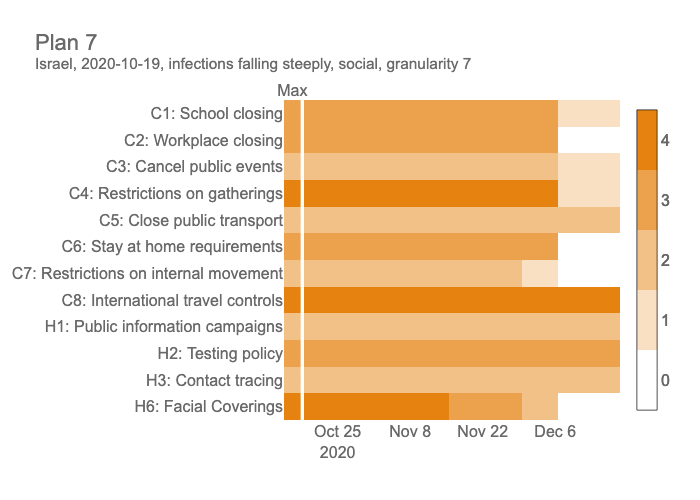 Plan 7
Israel, 2020-10-19, infections falling steeply, social, granularity 7
Max
C1: School closing
C2: Workplace closing
C3: Cancel public events
C4: Restrictions on gatherings
C5: Close public transport
C6: Stay at home requirements
C7: Restrictions on internal movement
C8: International travel controls
H1: Public information campaigns
H2: Testing policy
H3: Contact tracing
H6: Facial Coverings
4
3
2
1
0
Oct 25 Nov 8 Nov 22 Dec 6
2020